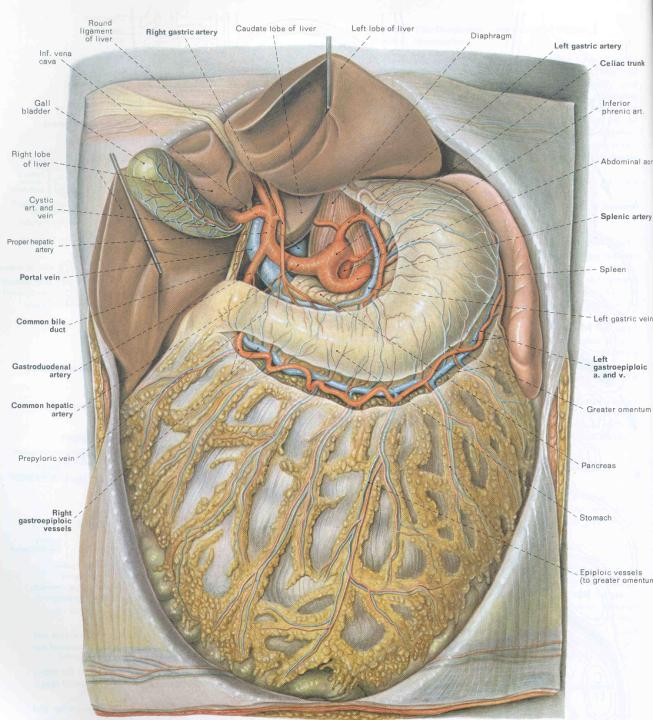 Round
ligament
of liver
Right gastric artery
Caudate lobe of liver
Left lobe of liver
Diaphragm
Left gastric artery
Celiac trunk
Inf. vena
cava
Gall
bladder
Right lobe
of liver
Cystic
art. and
vein
Proper hepatic
artery
Portal vein
Common bile
duct
Gastroduodenal
artery
Common hepatic
artery
Prepyloric vein
Right
gastroepiploic
vessels
Inferior
phrenic art.
Abdominal
Splenic artery
Spleen
Left gastric vein
Left
gastroepiploic
a. and v.
Greater omentum
Pancreas
Stomach
Epiploic vessels
(to greater omentum